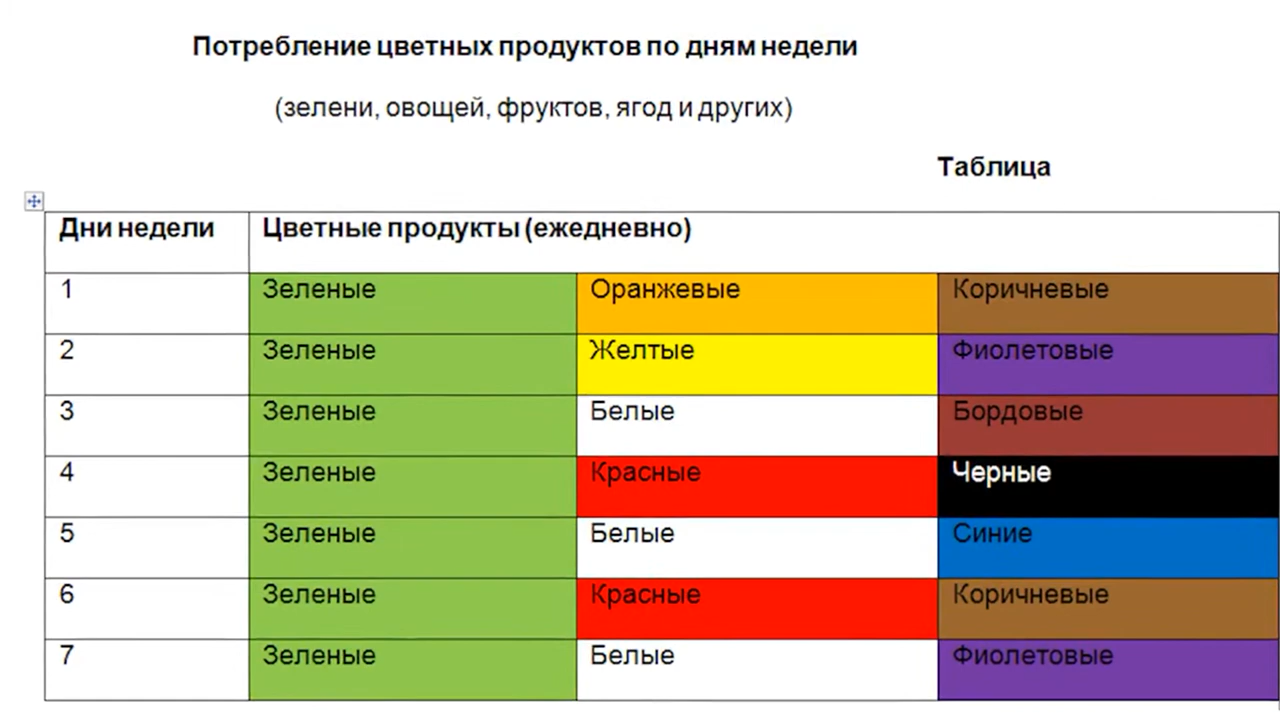 Потребление цветных продуктов по дням недели
(зелени, овощей, фруктов, ягод и других)
Таблица
Дни недели Цветные продукты (ежедневно)
1 Зеленые Оранжевые Коричневые
2 Зеленые Желтые Фиолетовые
3 Зеленые Белые Бордовые
4 Зеленые Красные Черные
5 Зеленые Белые Синие
6 Зеленые Красные Коричневые
7 Зеленые Белые Фиолетовые